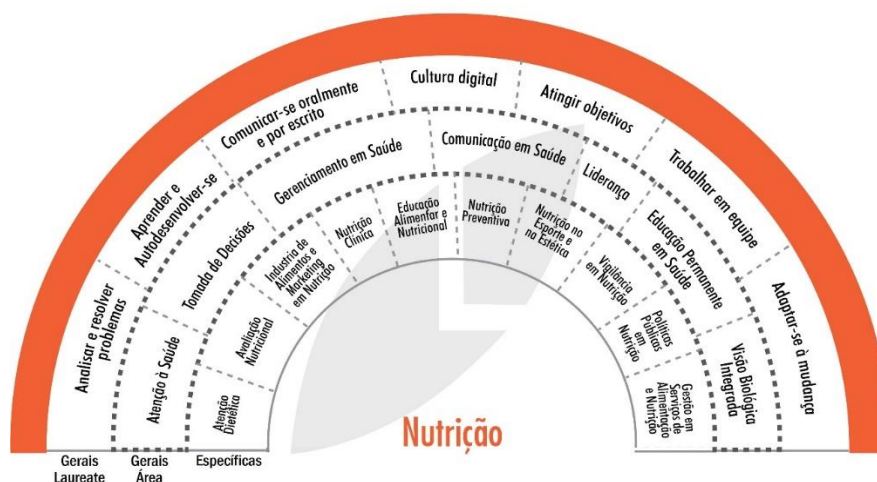 Analisar e resolver
problemas
Aprender e
Autodesenvolver-se
Comunicar-se oralmente
e por escrito
Cultura digital
Atingir objetivos
Trabalhar em equipe
Adaptar-se à mudança
Atenção à Saúde
Tomada de Decisões
Gerenciamento em Saúde
Comunicação em Saúde
Liderança
Educação Permanente
em Saúde
Visão Biológica
Integrada
Atenção
Dietética
Avaliação
Nutricional
Industria de
Alimentos e
Marketing
em Nutrição
Nutrição
Clínica
Educação
Alimentar e
Nutricional
Nutrição
Preventiva
Nutrição no
Esporte e
na Estética
Vigilância
em Nutrição
Políticas
Públicas
em
Nutrição
Gestão em
Serviços de
Alimentação
e Nutrição
Nutrição
Gerais
Laureate
Gerais
Área
Específicas